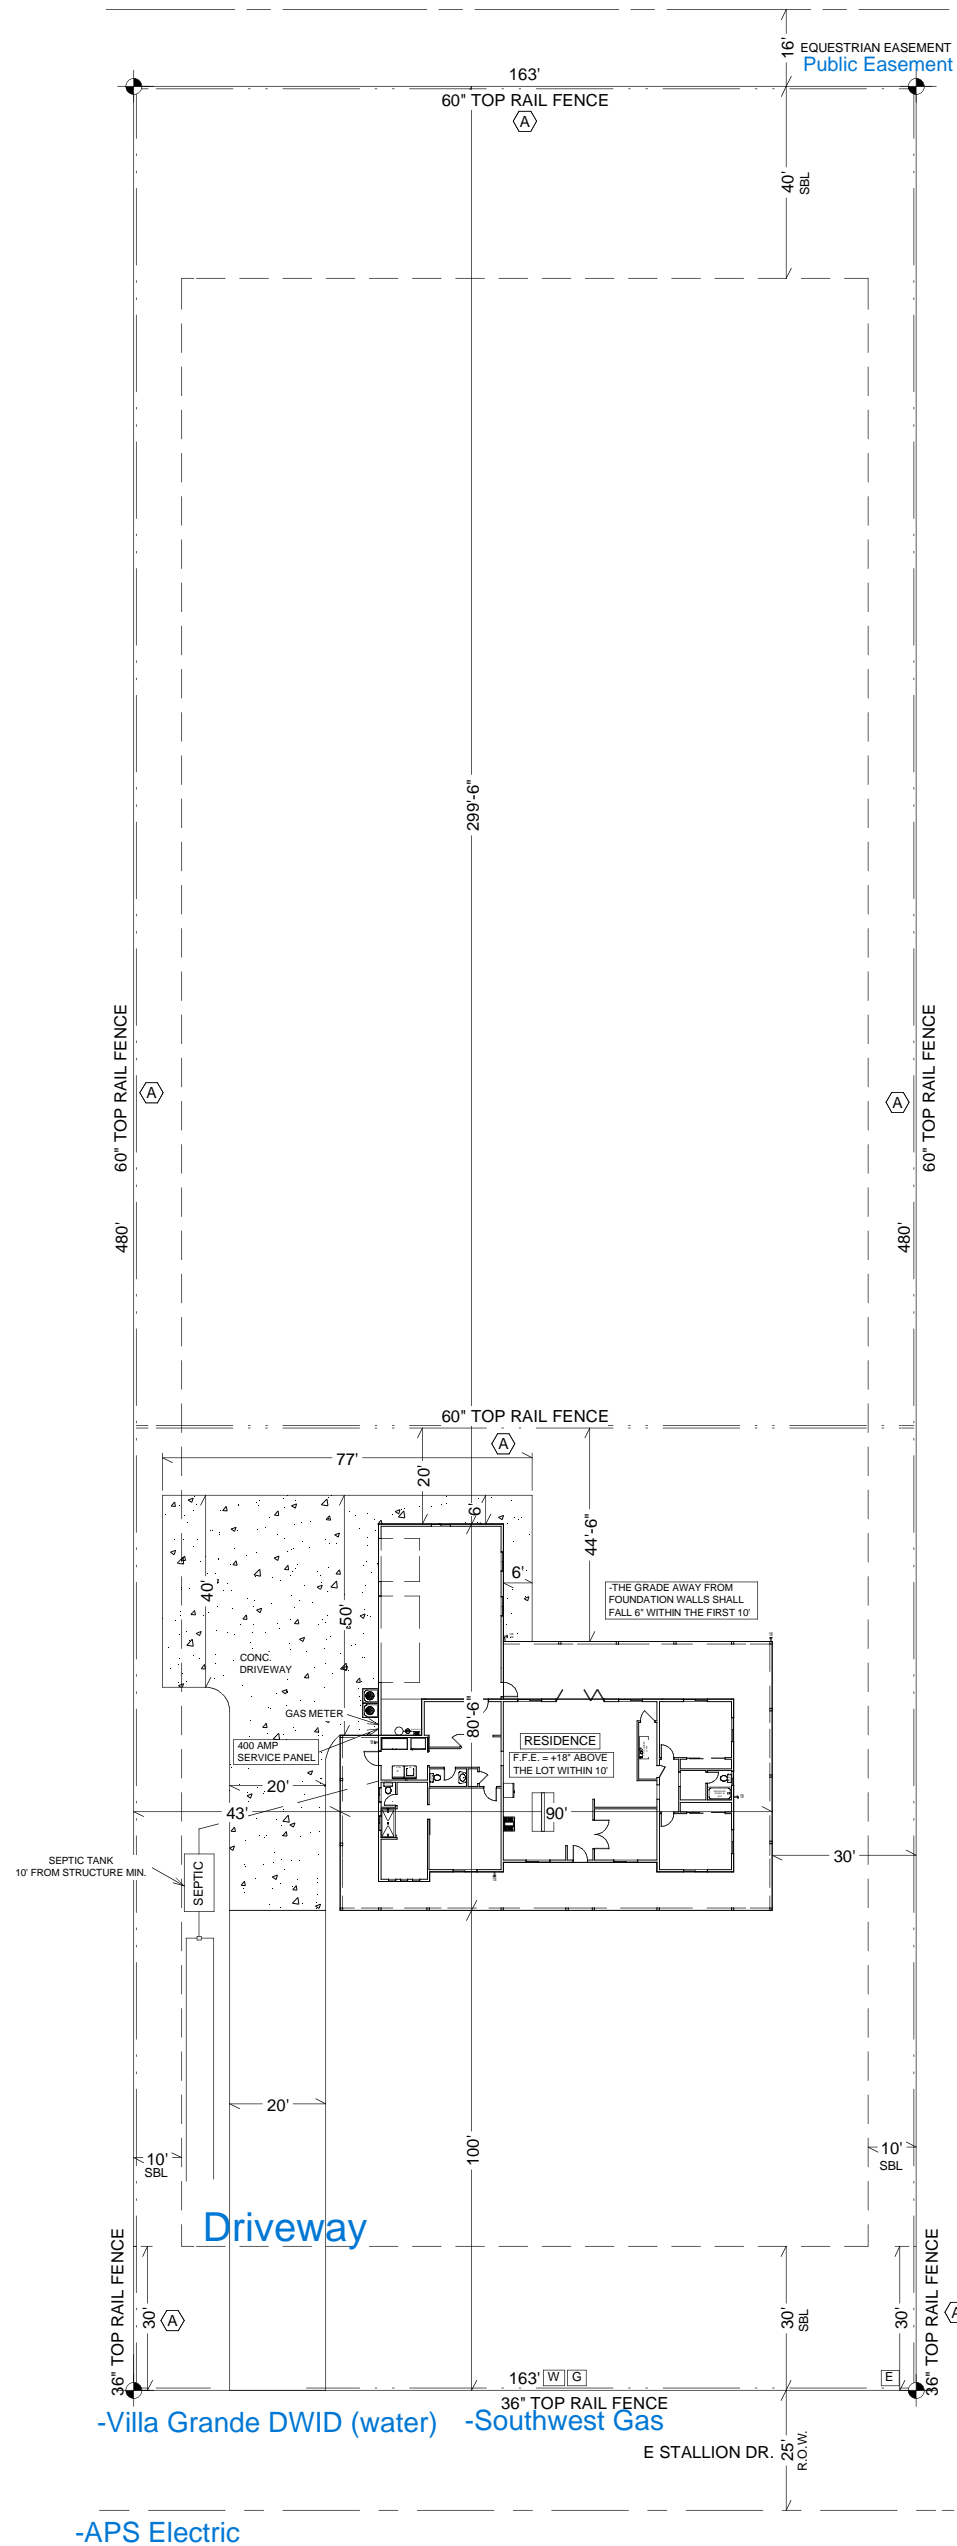 16'
EQUESTRIAN EASEMENT
Public Easement
163'
60" TOP RAIL FENCE
A
40'
SBL
299'-6"
60" TOP RAIL FENCE
A
480'
60" TOP RAIL FENCE
A
480'
60" TOP RAIL FENCE
A
77'
20'
6'
44'-6"
40'
50'
6'
-THE GRADE AWAY FROM
FOUNDATION WALLS SHALL
FALL 6" WITHIN THE FIRST 10'
CONC.
DRIVEWAY
GAS METER
400 AMP
SERVICE PANEL
80'-6"
RESIDENCE
F.F.E. = +18" ABOVE
THE LOT WITHIN 10'
20'
43'
90'
30'
SEPTIC TANK
10' FROM STRUCTURE MIN.
SEPTIC
20'
100'
10'
SBL
10'
SBL
Driveway
36" TOP RAIL FENCE
30'
A
30'
SBL
30'
36" TOP RAIL FENCE
163'
W
G
E
36" TOP RAIL FENCE
-Villa Grande DWID (water)
-Southwest Gas
E STALLION DR.
25'
R.O.W.
-APS Electric